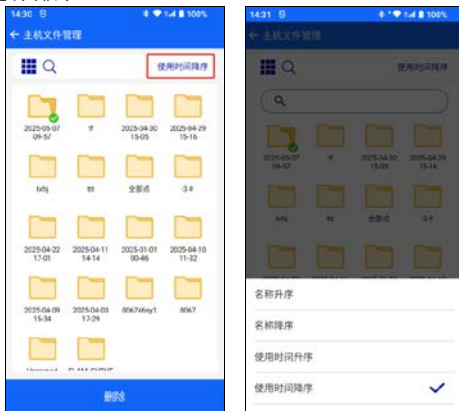 14:30
100%
← 主机文件管理
使用时间降序
2025-05-07
09-57
tf
2025-04-30
15-05
2025-04-29
15-16
txhj
ttt
全部点
-3#
2025-04-22
17-01
2025-04-11
14-14
2025-01-01
00-46
2025-04-10
11-32
2025-04-09
15-34
2025-04-03
17-29
8067
删除
14:31
100%
← 主机文件管理
使用时间降序
2025-05-07
09-57
tf
2025-04-30
15-05
2025-04-29
15-16
txhj
ttt
全部点
-3#
名称升序
名称降序
使用时间升序
使用时间降序